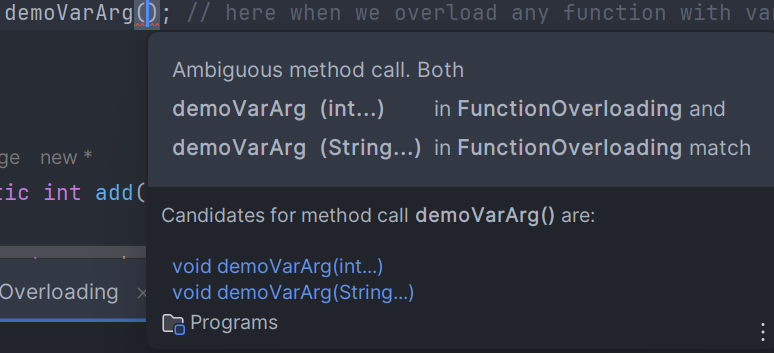 demoVarArg(); // here when we overload any function with va
Ambiguous method call. Both
demoVarArg (int...) in FunctionOverloading and
demoVarArg (String...) in FunctionOverloading match
ge new *
tic int add(
Candidates for method call demoVarArg() are:
void demoVarArg(int...)
void demoVarArg(String...)
Overloading ×
Programs